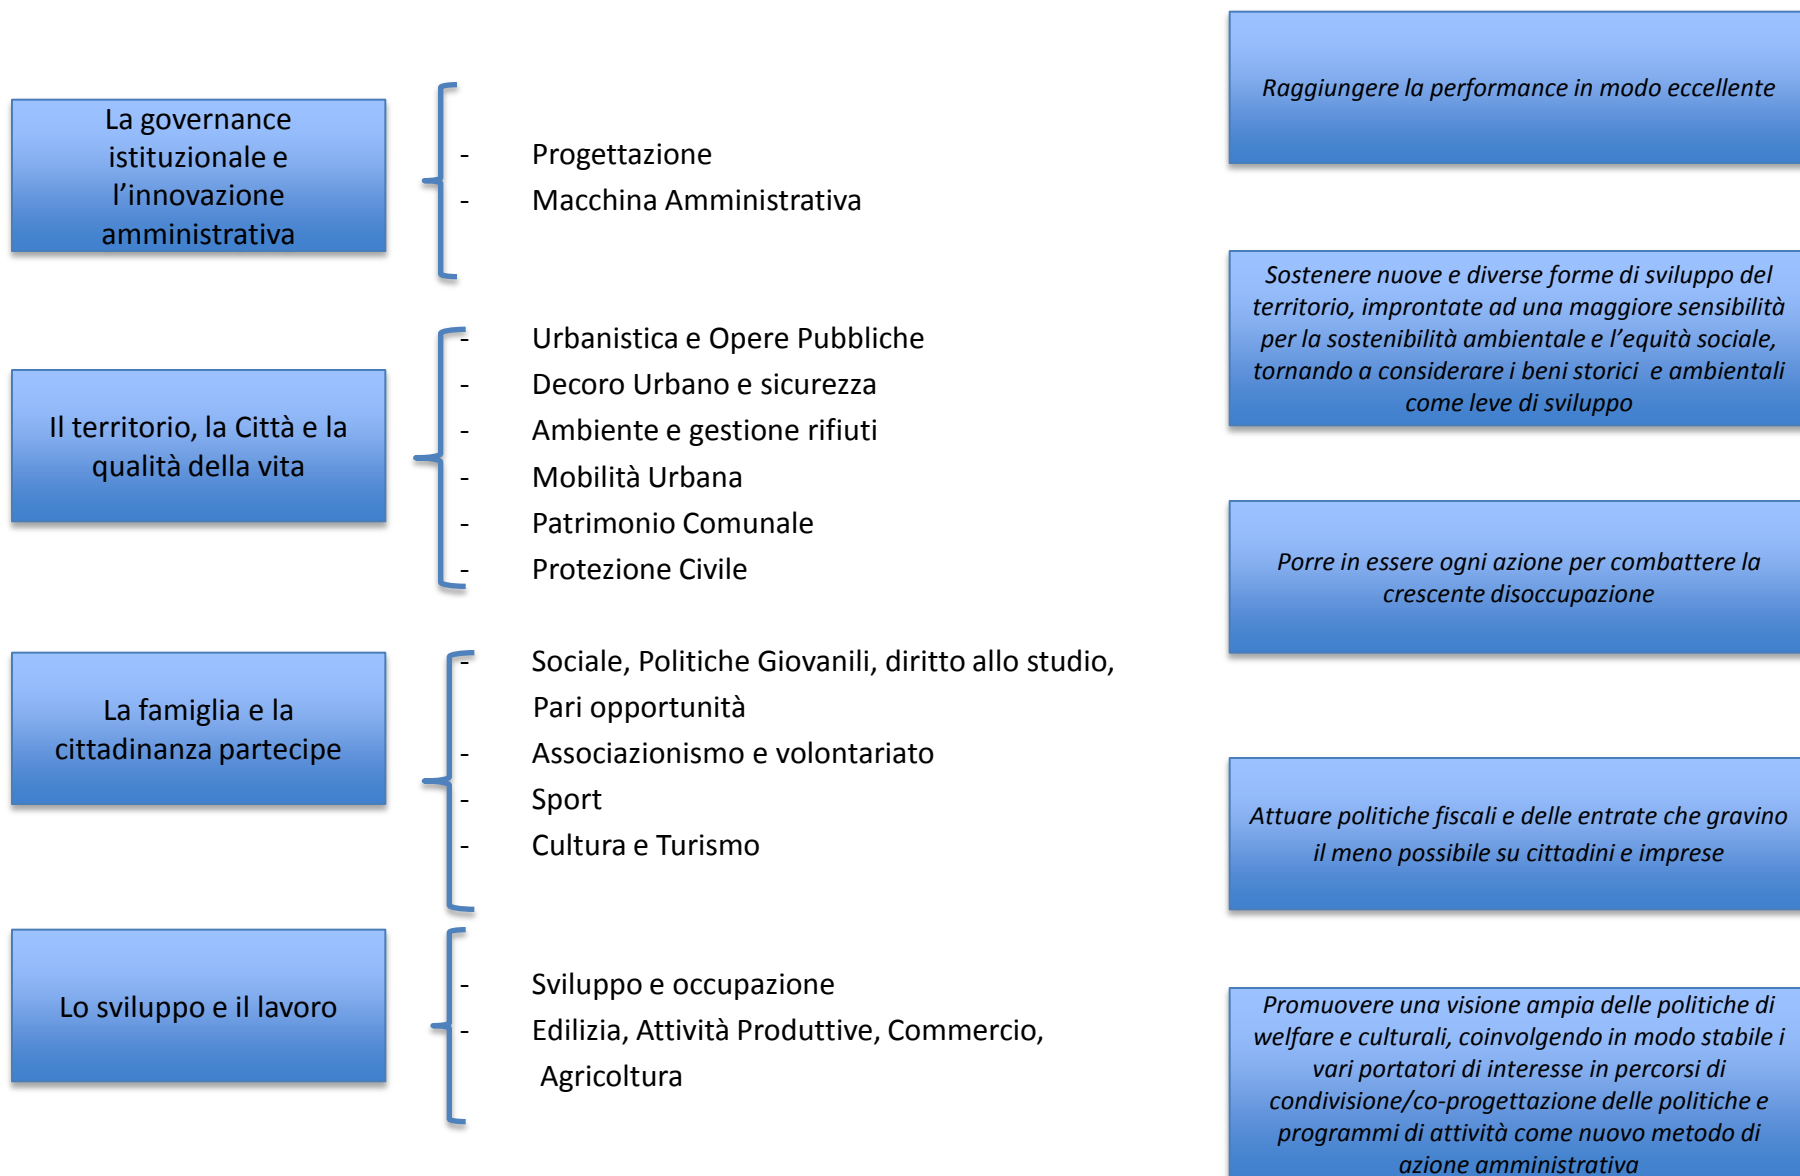 La governance
istituzionale e
l’innovazione
amministrativa
- Progettazione
- Macchina Amministrativa
Il territorio, la Città e la
qualità della vita
- Urbanistica e Opere Pubbliche
- Decoro Urbano e sicurezza
- Ambiente e gestione rifiuti
- Mobilità Urbana
- Patrimonio Comunale
- Protezione Civile
La famiglia e la
cittadinanza partecipe
- Sociale, Politiche Giovanili, diritto allo studio,
Pari opportunità
- Associazionismo e volontariato
- Sport
- Cultura e Turismo
Lo sviluppo e il lavoro
- Sviluppo e occupazione
- Edilizia, Attività Produttive, Commercio,
Agricoltura
Raggiungere la performance in modo eccellente
Sostenere nuove e diverse forme di sviluppo del
territorio, improntate ad una maggiore sensibilità
per la sostenibilità ambientale e l’equità sociale,
tornando a considerare i beni storici e ambientali
come leve di sviluppo
Porre in essere ogni azione per combattere la
crescente disoccupazione
Attuare politiche fiscali e delle entrate che gravino
il meno possibile su cittadini e imprese
Promuovere una visione ampia delle politiche di
welfare e culturali, coinvolgendo in modo stabile i
vari portatori di interesse in percorsi di
condivisione/co-progettazione delle politiche e
programmi di attività come nuovo metodo di
azione amministrativa